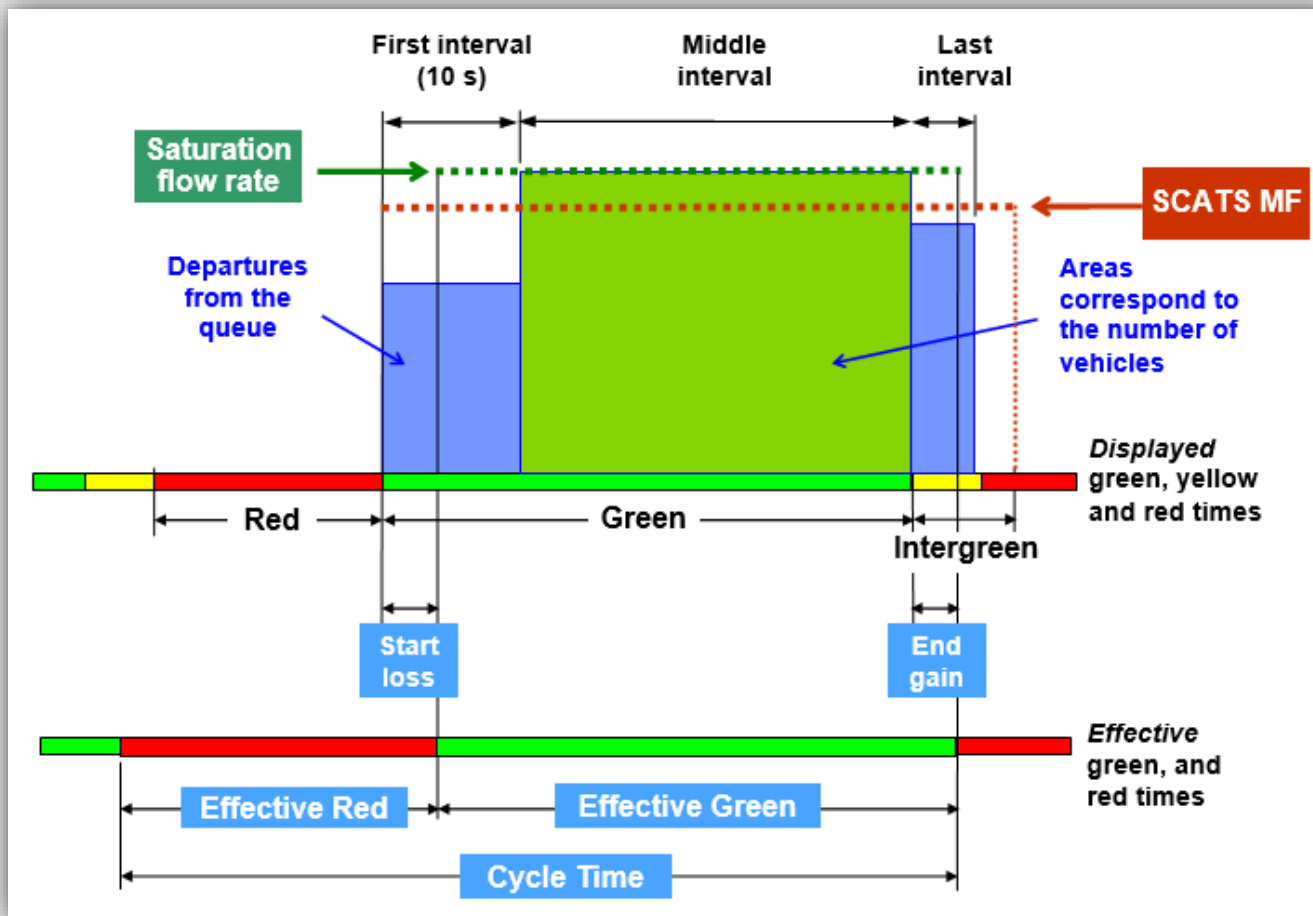 First interval
(10 s)
Middle
interval
Last
interval
Saturation
flow rate
SCATS MF
Departures
from the
queue
Areas
correspond to
the number of
vehicles
Displayed
green, yellow
and red times
Red
Green
Intergreen
Start
loss
End
gain
Effective
green, and
red times
Effective Red
Effective Green
Cycle Time